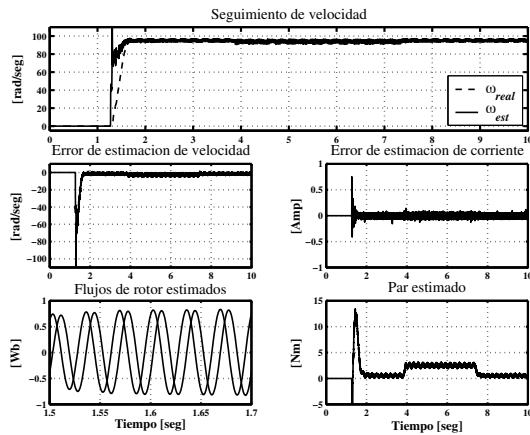 Seguimiento de velocidad
[rad/seg]
100
80
60
40
20
0
0 1 2 3 4 5 6 7 8 9 10
ω_real
ω_est
Error de estimacion de velocidad
[rad/seg]
0
−20
−40
−60
−80
−100
0 2 4 6 8 10
Error de estimacion de corriente
[Amp]
1
0.5
0
−0.5
−1
0 2 4 6 8 10
Flujos de rotor estimados
[Wb]
1
0.5
0
−0.5
−1
1.5 1.55 1.6 1.65 1.7
Tiempo [seg]
Par estimado
[Nm]
15
10
5
0
−5
0 2 4 6 8 10
Tiempo [seg]